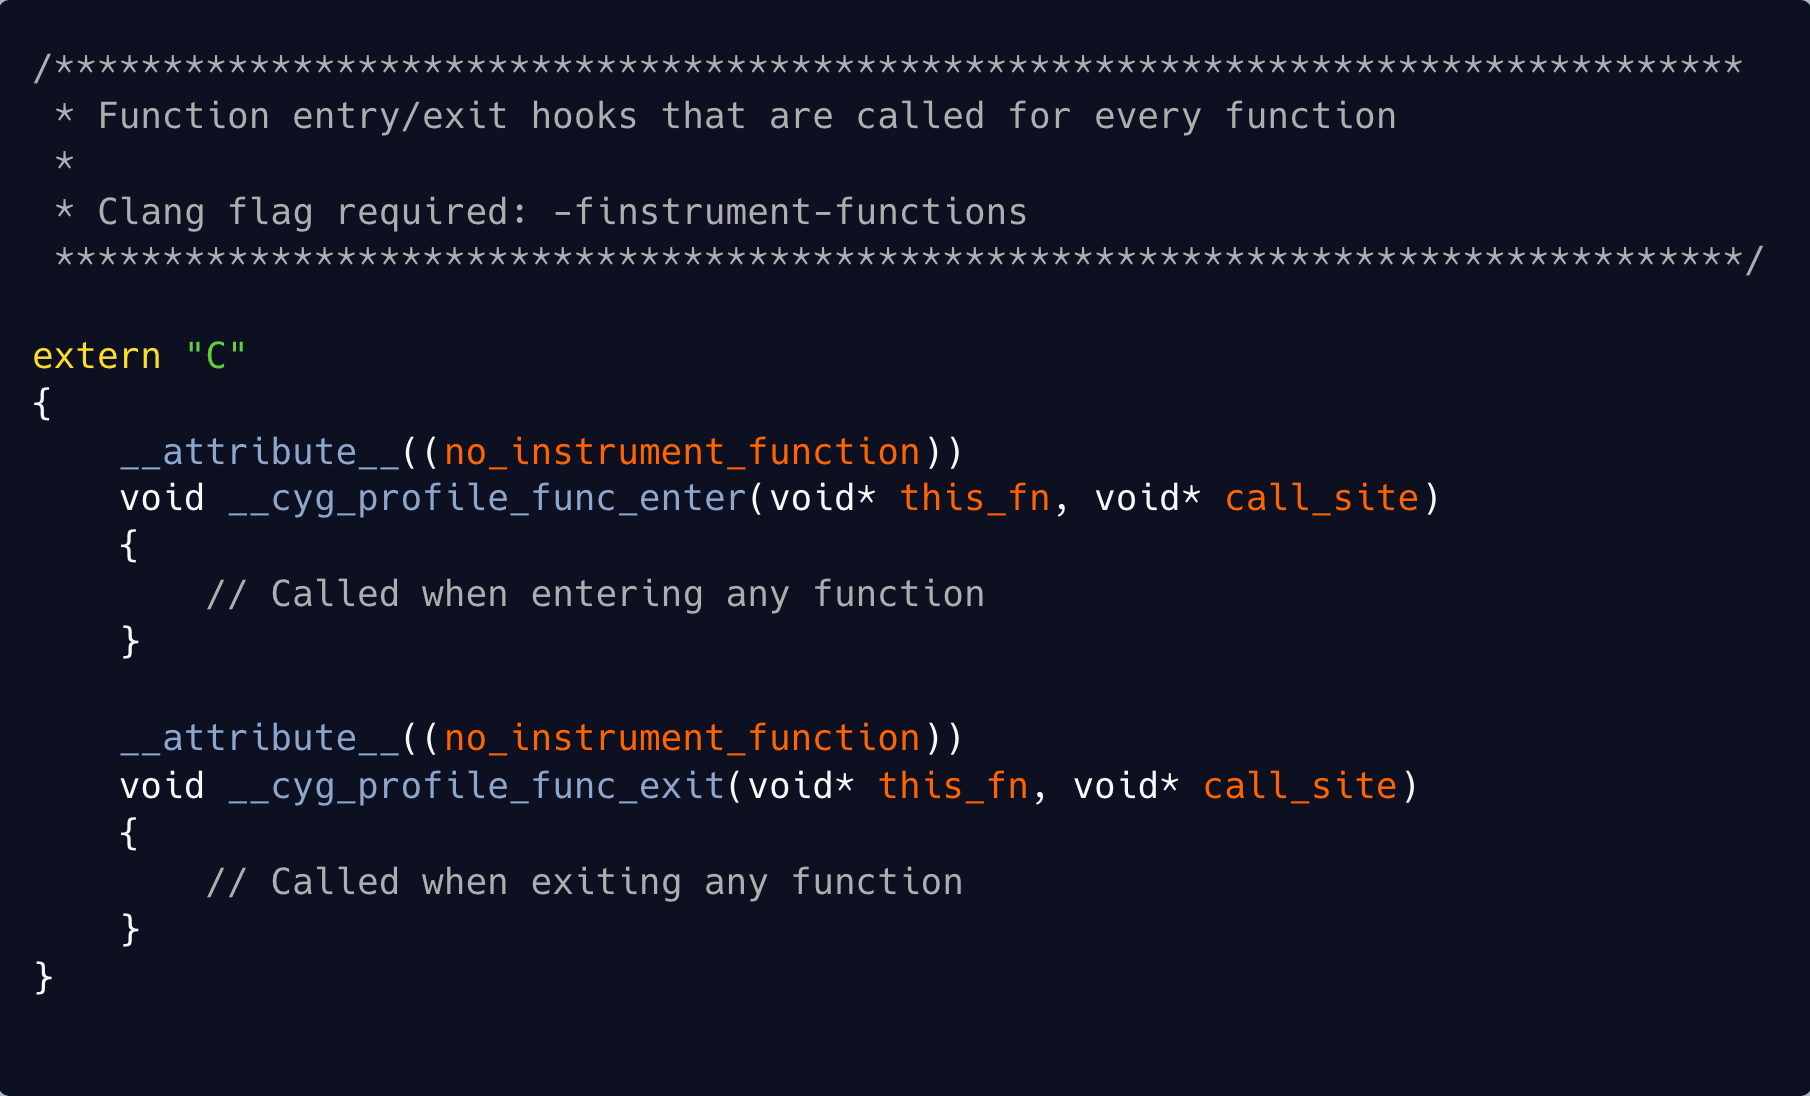 /******************************************************************************
 * Function entry/exit hooks that are called for every function
 *
 * Clang flag required: -finstrument-functions
 ******************************************************************************/

extern "C"
{
    __attribute__((no_instrument_function))
    void __cyg_profile_func_enter(void* this_fn, void* call_site)
    {
        // Called when entering any function
    }

    __attribute__((no_instrument_function))
    void __cyg_profile_func_exit(void* this_fn, void* call_site)
    {
        // Called when exiting any function
    }
}